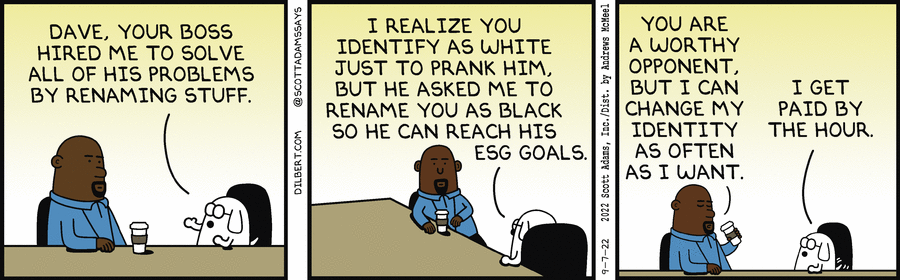 DAVE, YOUR BOSS
HIRED ME TO SOLVE
ALL OF HIS PROBLEMS
BY RENAMING STUFF.
DILBERT.COM @SCOTTADAMSSAYS
I REALIZE YOU
IDENTIFY AS WHITE
JUST TO PRANK HIM,
BUT HE ASKED ME TO
RENAME YOU AS BLACK
SO HE CAN REACH HIS
ESG GOALS.
9-7-22 2022 Scott Adams, Inc./Dist. by Andrews McMeel
YOU ARE
A WORTHY
OPPONENT,
BUT I CAN
CHANGE MY
IDENTITY
AS OFTEN
AS I WANT.
I GET
PAID BY
THE HOUR.